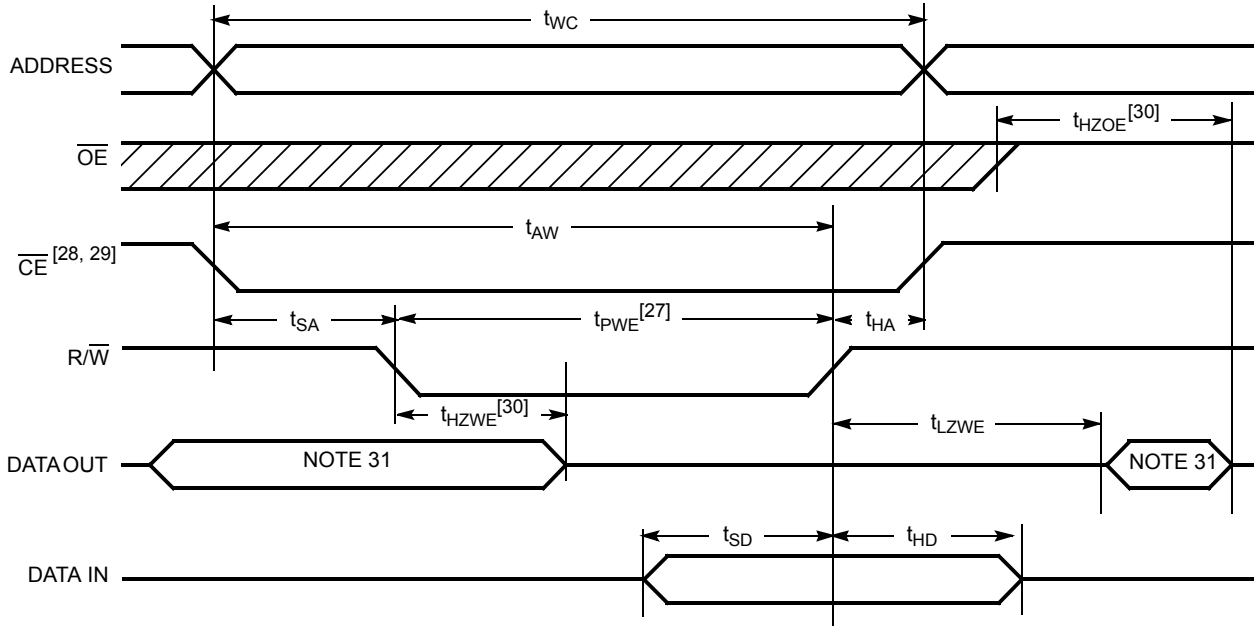 tWC
ADDRESS
tHZOE[30]
OE
tAW
CE [28, 29]
tSA
tPWE[27]
tHA
R/W
tHZWE[30]
tLZWE
DATA OUT
NOTE 31
NOTE 31
tSD
tHD
DATA IN